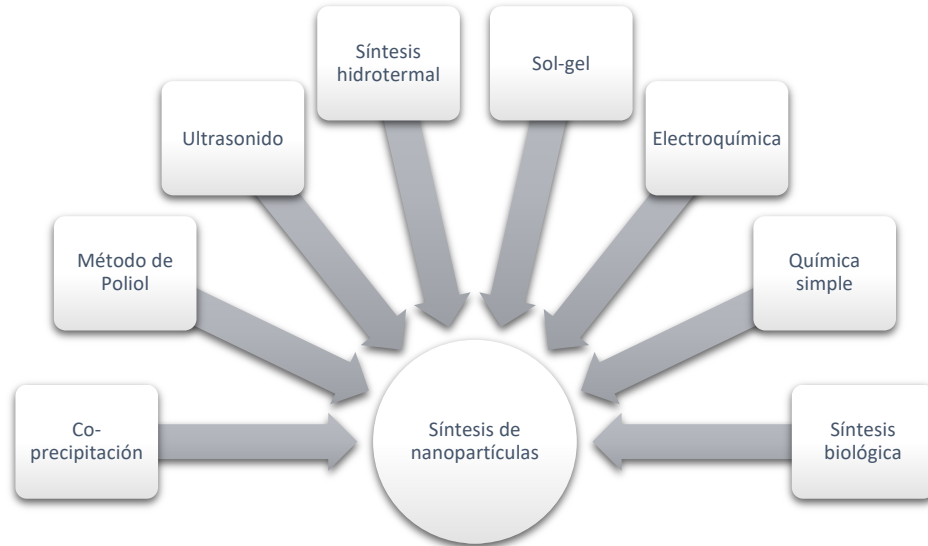 Síntesis
hidrotermal
Sol-gel
Ultrasonido
Electroquímica
Método de
Poliol
Química
simple
Co-
precipitación
Síntesis de
nanopartículas
Síntesis
biológica